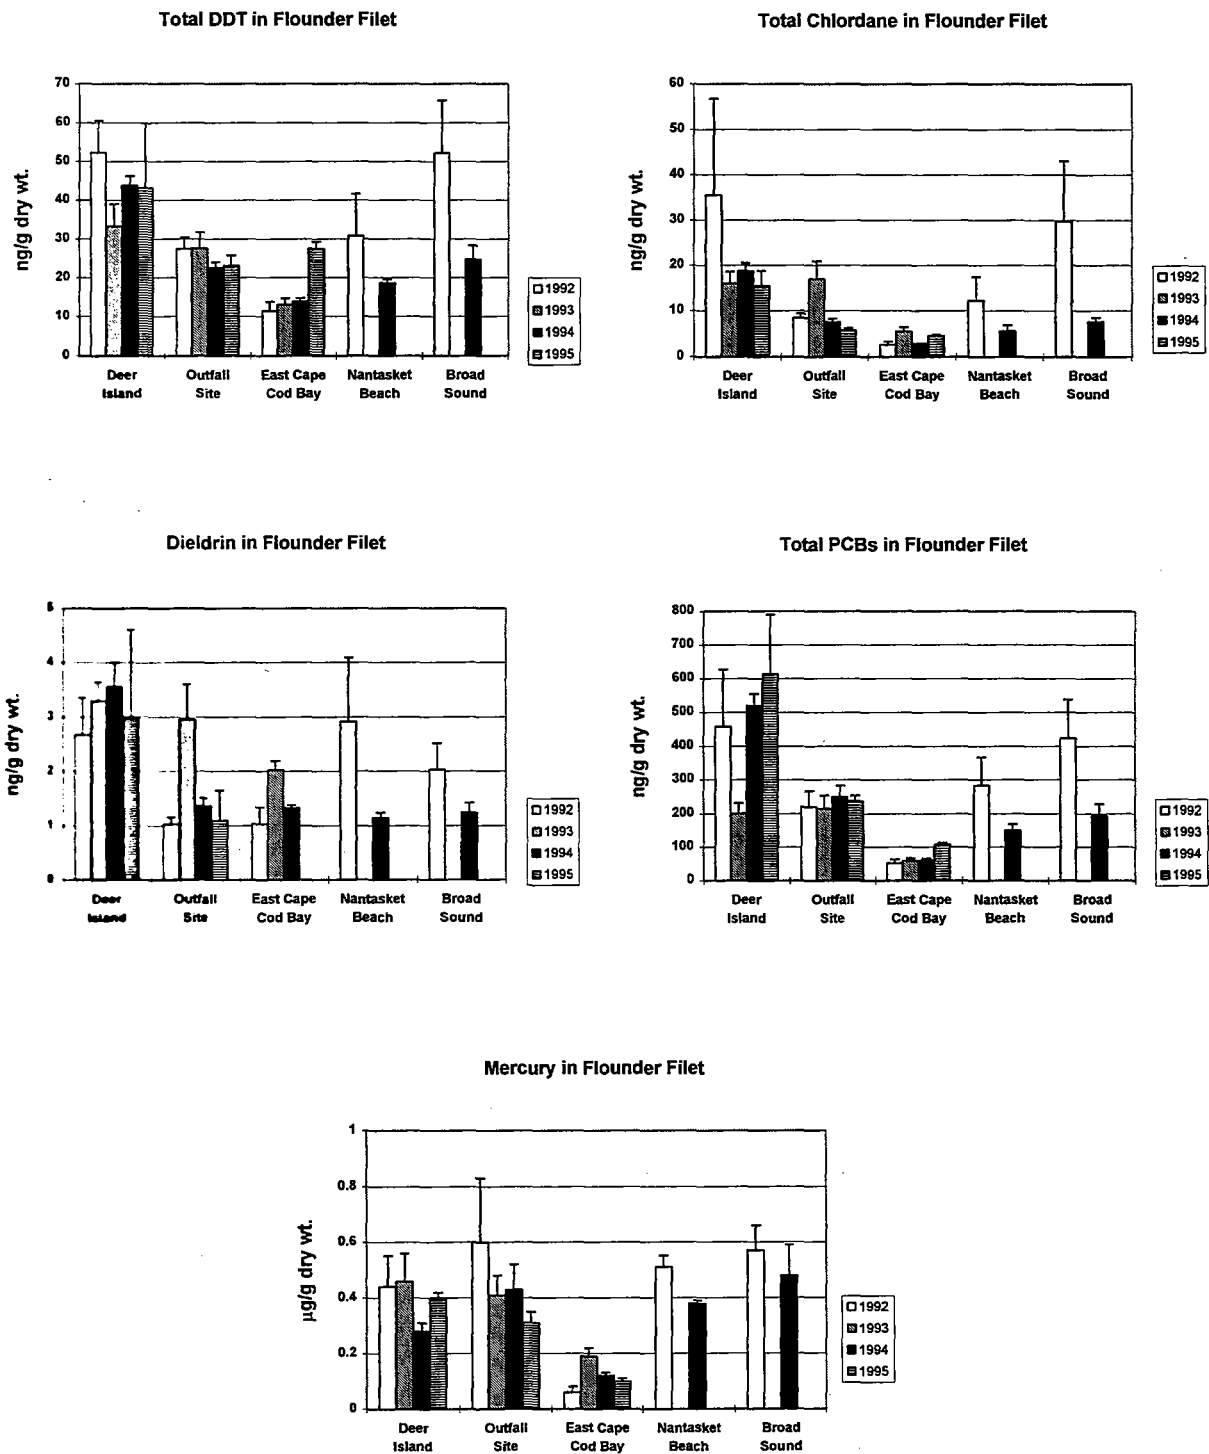 Total DDT in Flounder Filet
ng/g dry wt.
70
60
50
40
30
20
10
0
Deer Island
Outfall Site
East Cape Cod Bay
Nantasket Beach
Broad Sound
1992
1993
1994
1995
Total Chlordane in Flounder Filet
ng/g dry wt.
60
50
40
30
20
10
0
Deer Island
Outfall Site
East Cape Cod Bay
Nantasket Beach
Broad Sound
1992
1993
1994
1995
Dieldrin in Flounder Filet
ng/g dry wt.
5
4
3
2
1
0
Deer Island
Outfall Site
East Cape Cod Bay
Nantasket Beach
Broad Sound
1992
1993
1994
1995
Total PCBs in Flounder Filet
ng/g dry wt.
800
700
600
500
400
300
200
100
0
Deer Island
Outfall Site
East Cape Cod Bay
Nantasket Beach
Broad Sound
1992
1993
1994
1995
Mercury in Flounder Filet
µg/g dry wt.
1
0.8
0.6
0.4
0.2
0
Deer Island
Outfall Site
East Cape Cod Bay
Nantasket Beach
Broad Sound
1992
1993
1994
1995